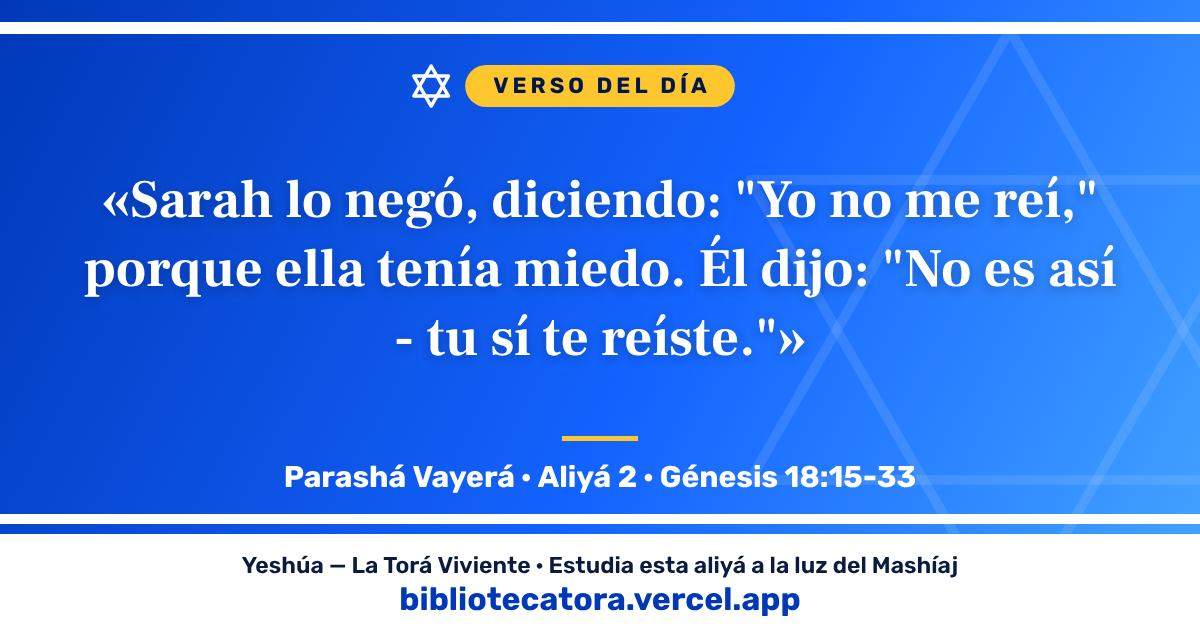 VERSO DEL DÍA
«Sarah lo negó, diciendo: "Yo no me reí,"
porque ella tenía miedo. Él dijo: "No es así
- tu sí te reíste."»
Parashá Vayerá • Aliyá 2 • Génesis 18:15-33
Yeshúa — La Torá Viviente • Estudia esta aliyá a la luz del Mashíaj
bibliotecatora.vercel.app